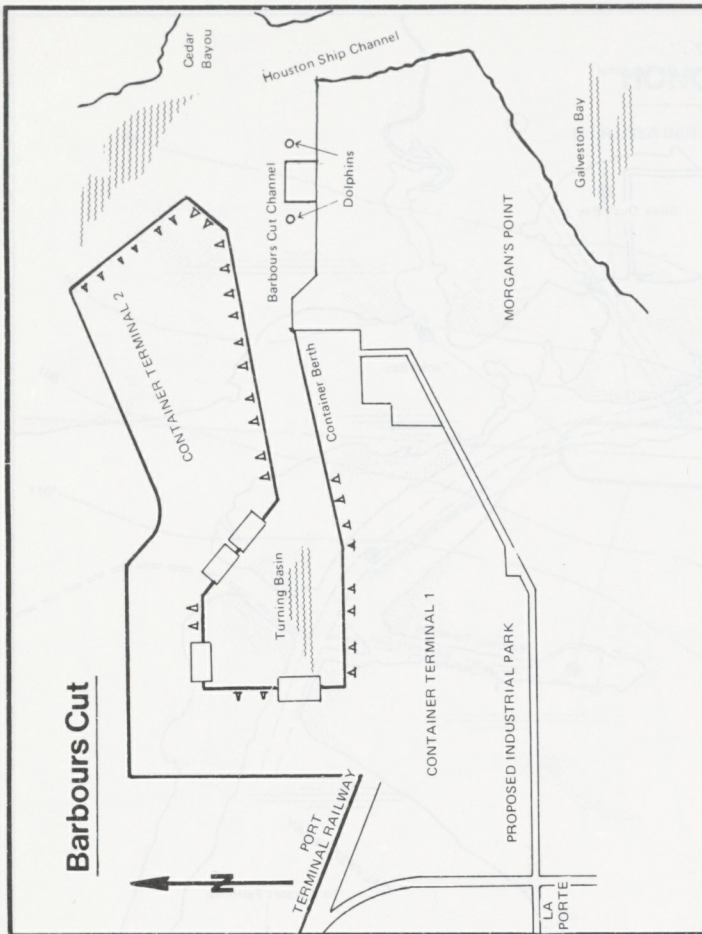 Barbours Cut
N
Cedar
Bayou
Houston Ship Channel
Galveston Bay
CONTAINER TERMINAL 2
Barbours Cut Channel
Dolphins
MORGAN'S POINT
Container Berth
Turning Basin
CONTAINER TERMINAL 1
PROPOSED INDUSTRIAL PARK
PORT
TERMINAL RAILWAY
LA
PORTE